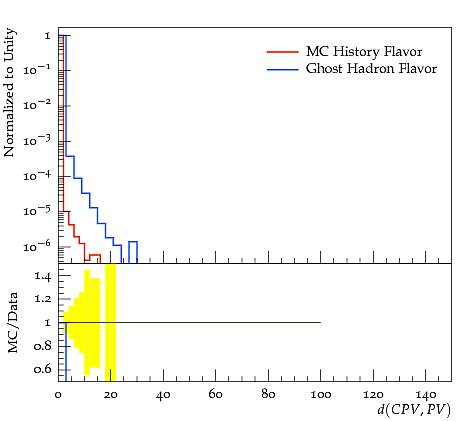 Normalized to Unity
1
10⁻¹
10⁻²
10⁻³
10⁻⁴
10⁻⁵
10⁻⁶
MC History Flavor
Ghost Hadron Flavor
MC/Data
1.4
1.2
1
0.8
0.6
0 20 40 60 80 100 120 140
d(CPV, PV)